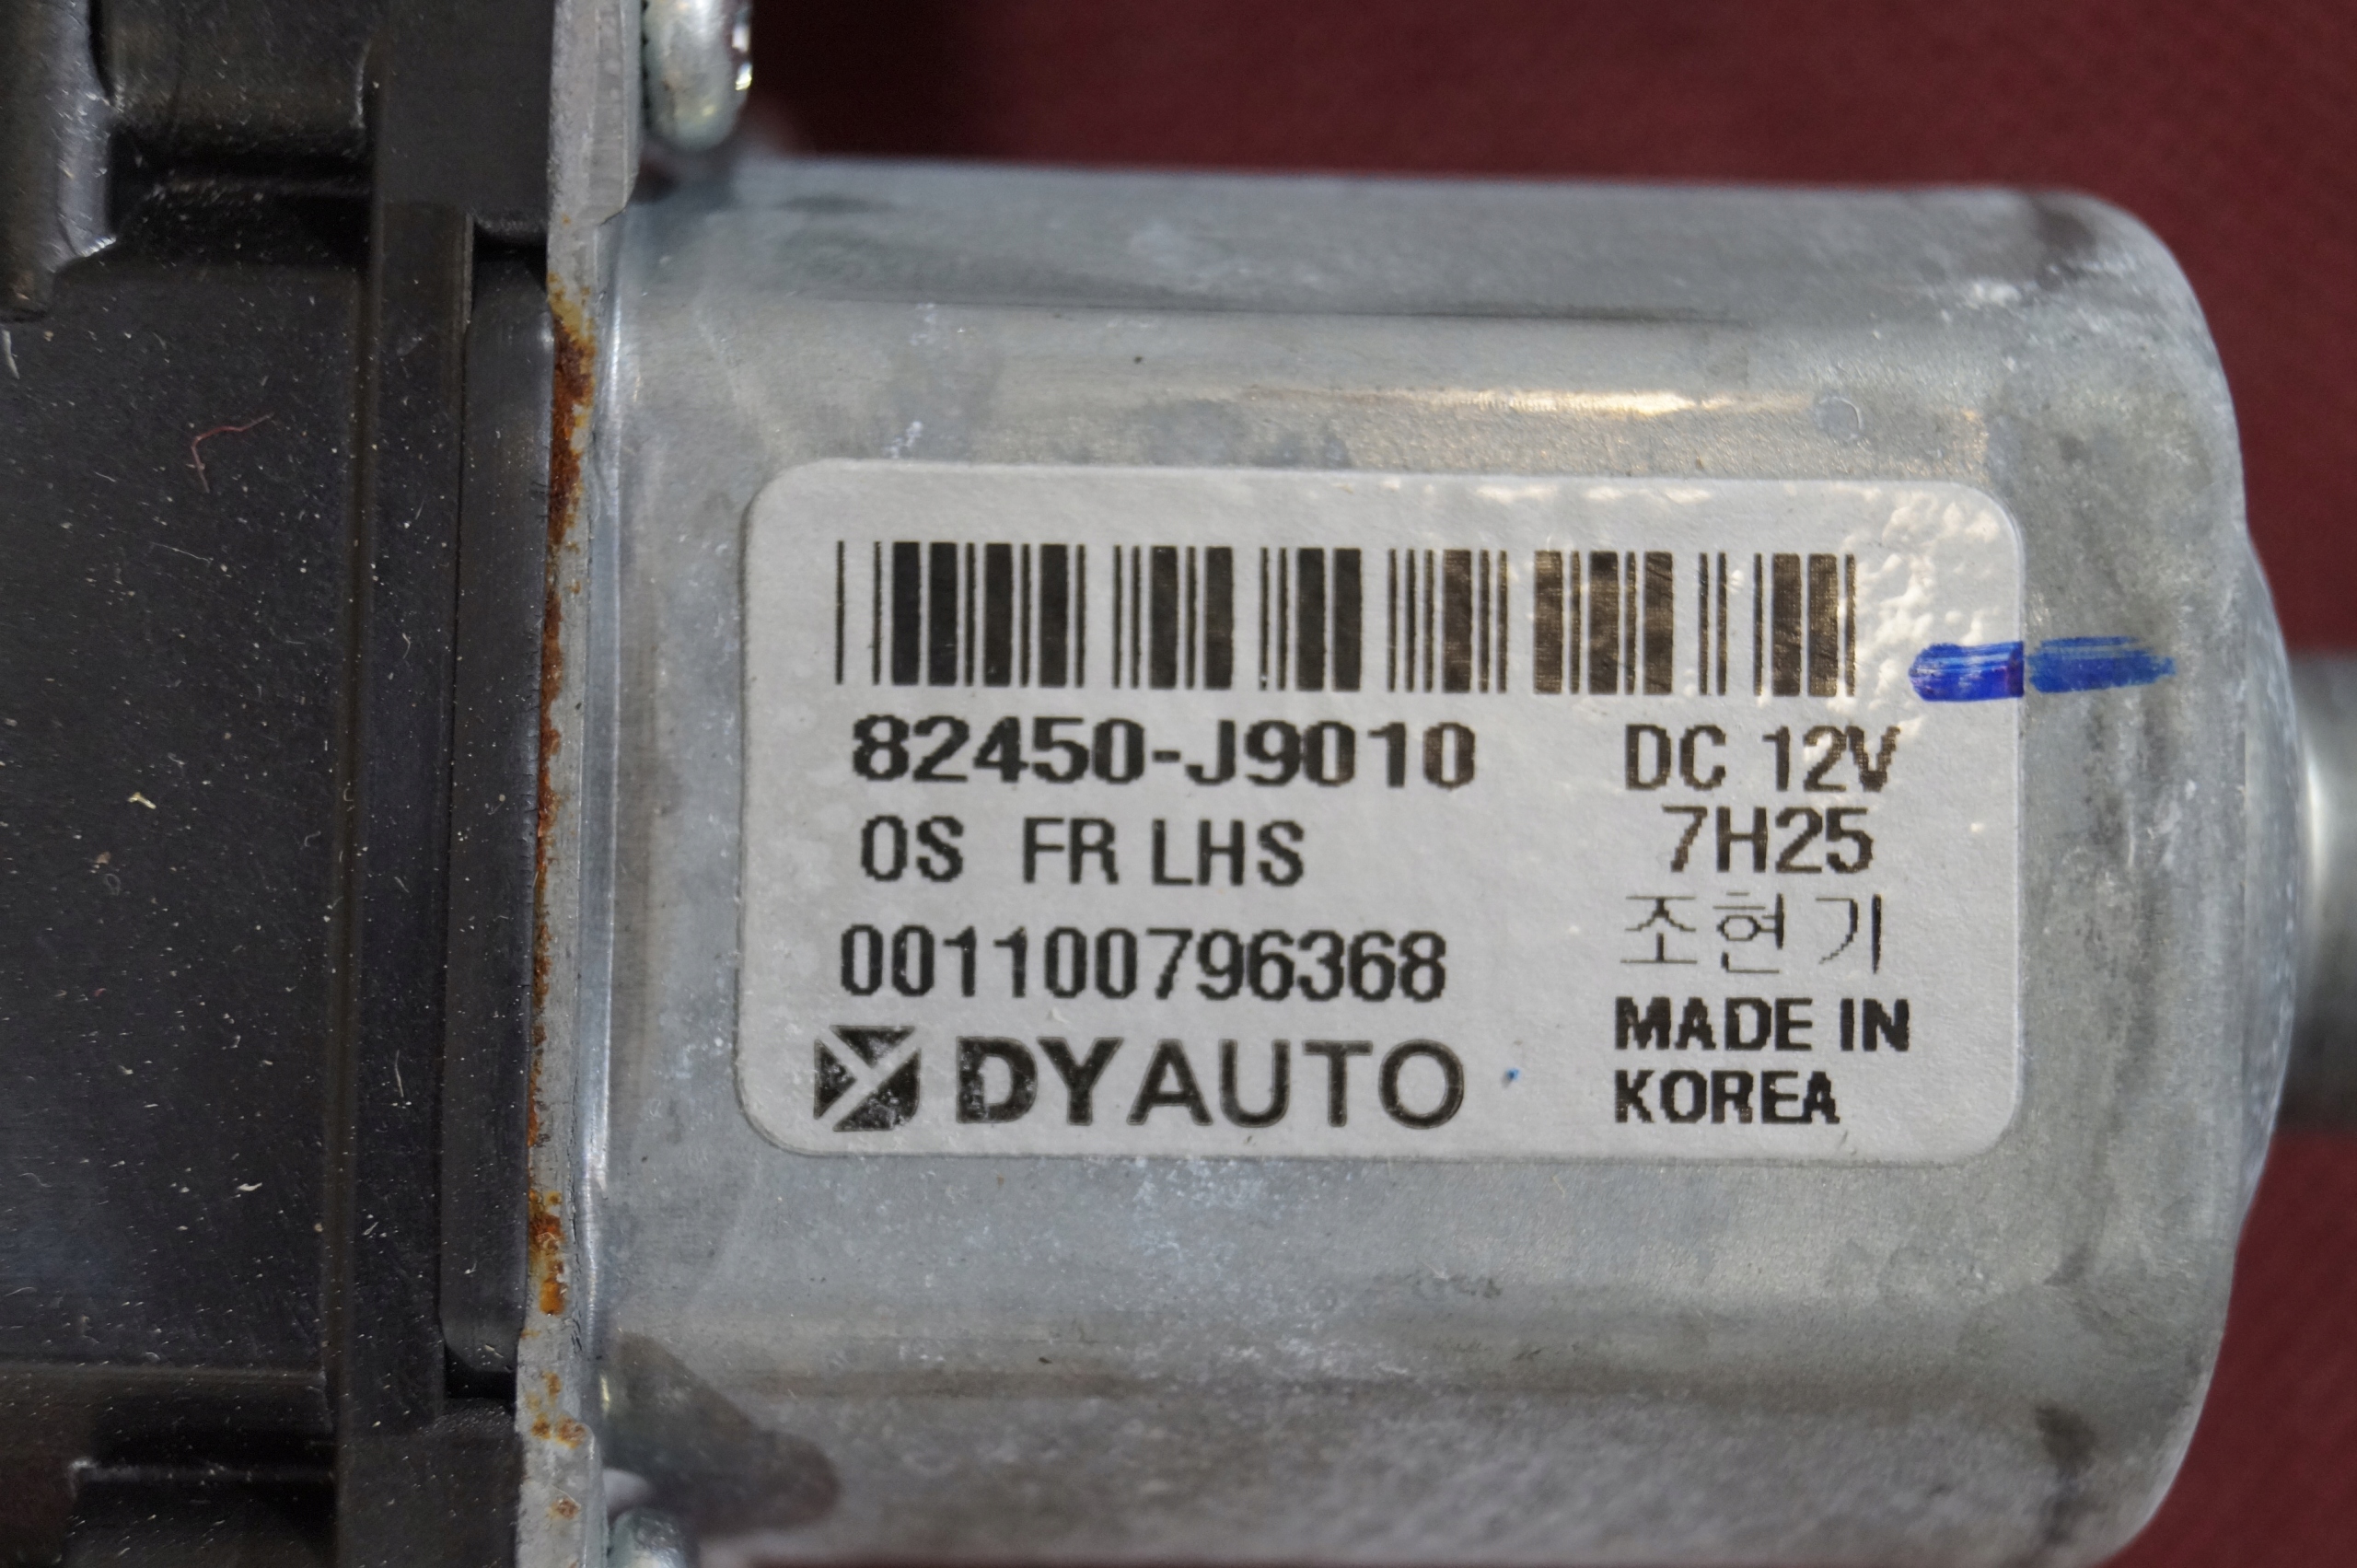 82450-J9010 DC 12V
OS FR LHS 7H25
001100796368 조현기
DYAUTO MADE IN
KOREA